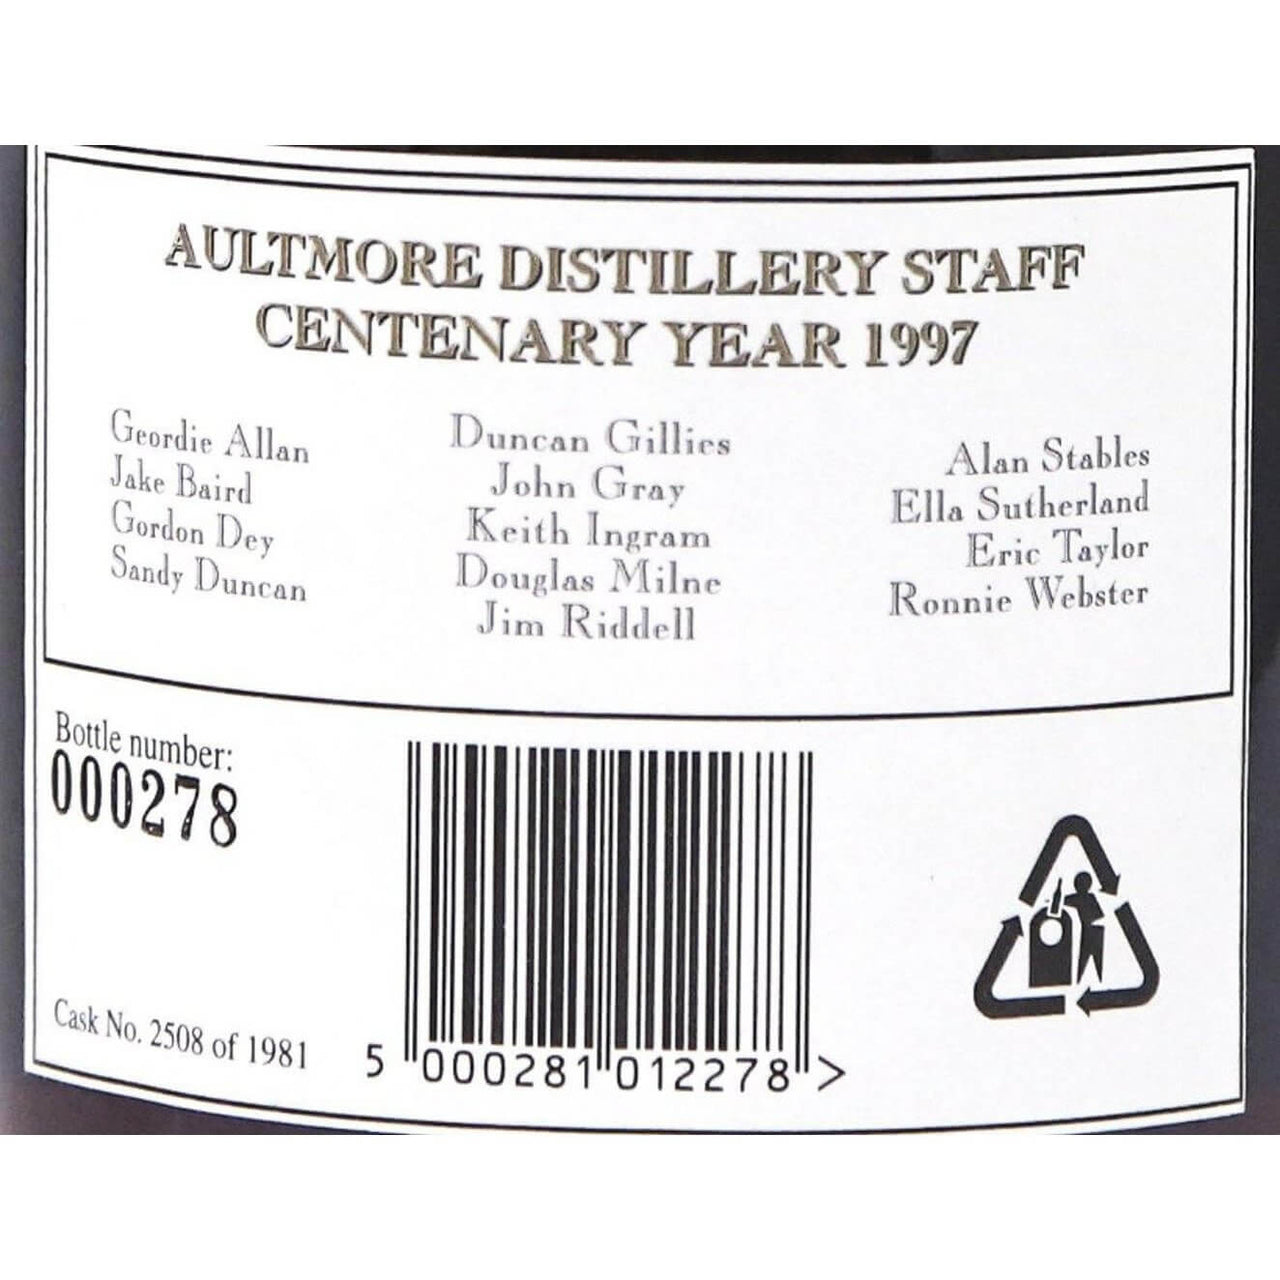 AULTMORE DISTILLERY STAFF
CENTENARY YEAR 1997
Geordie Allan
Jake Baird
Gordon Dey
Sandy Duncan
Duncan Gillies
John Gray
Keith Ingram
Douglas Milne
Jim Riddell
Alan Stables
Ella Sutherland
Eric Taylor
Ronnie Webster
Bottle number:
000278
Cask No. 2508 of 1981
5 000281 012278 >